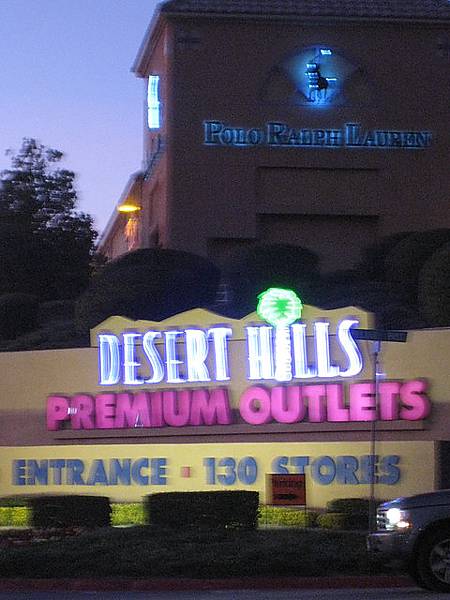 POLO RALPH LAUREN
DESERT HILLS
PREMIUM OUTLETS
ENTRANCE · 130 STORES